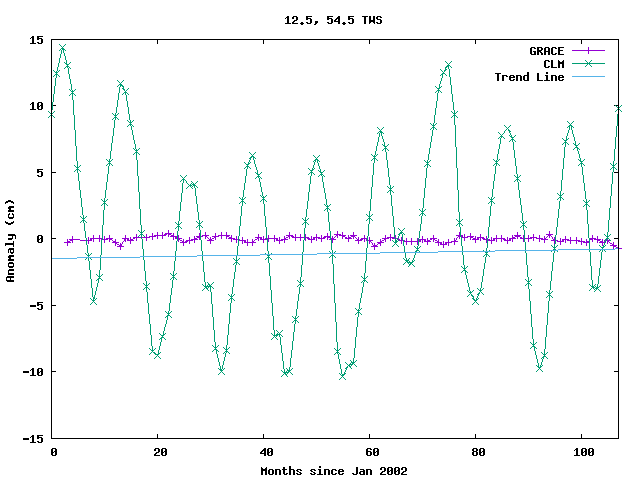 12.5, 54.5 TWS
GRACE
CLM
Trend Line
15
10
5
0
-5
-10
-15
Anomaly (cm)
0 20 40 60 80 100
Months since Jan 2002